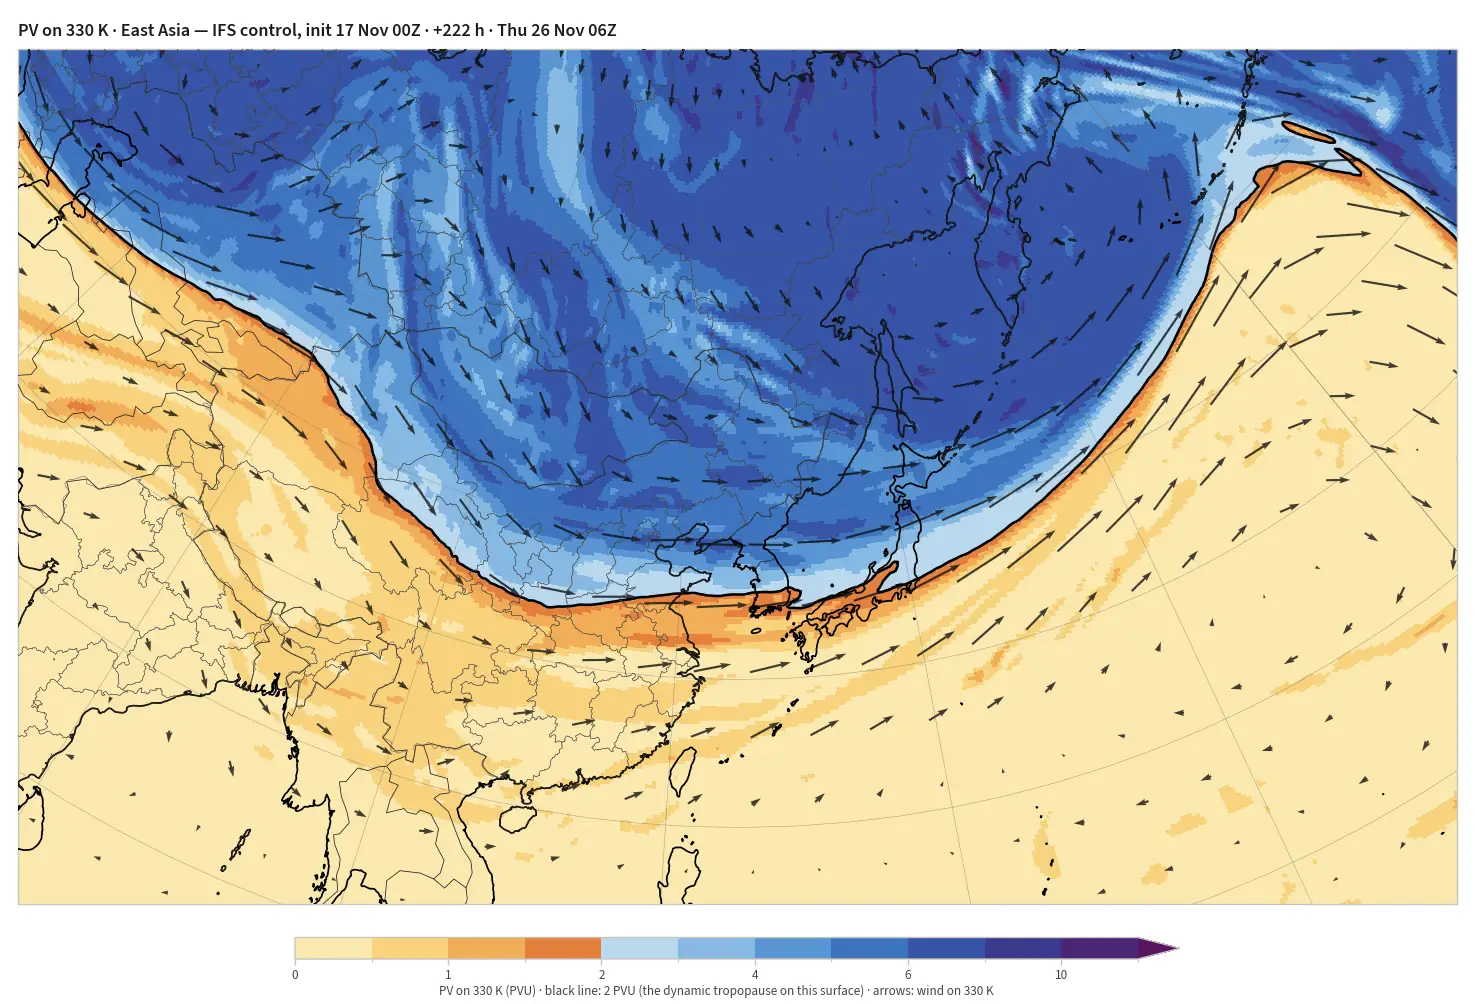 PV on 330 K · East Asia — IFS control, init 17 Nov 00Z · +222 h · Thu 26 Nov 06Z
0 1 2 4 6 10
PV on 330 K (PVU) · black line: 2 PVU (the dynamic tropopause on this surface) · arrows: wind on 330 K